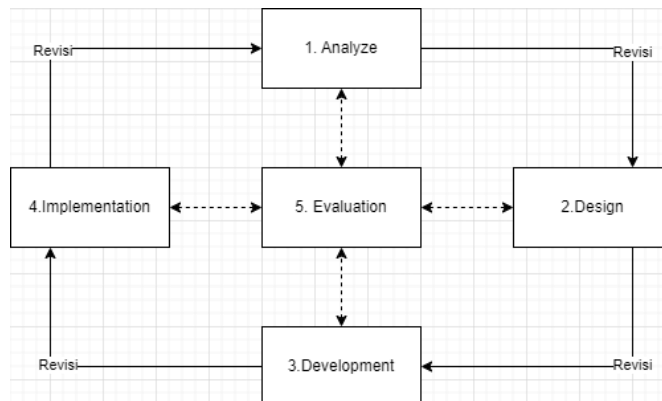 1. Analyze
Revisi
Revisi
4.Implementation
5. Evaluation
2.Design
3.Development
Revisi
Revisi